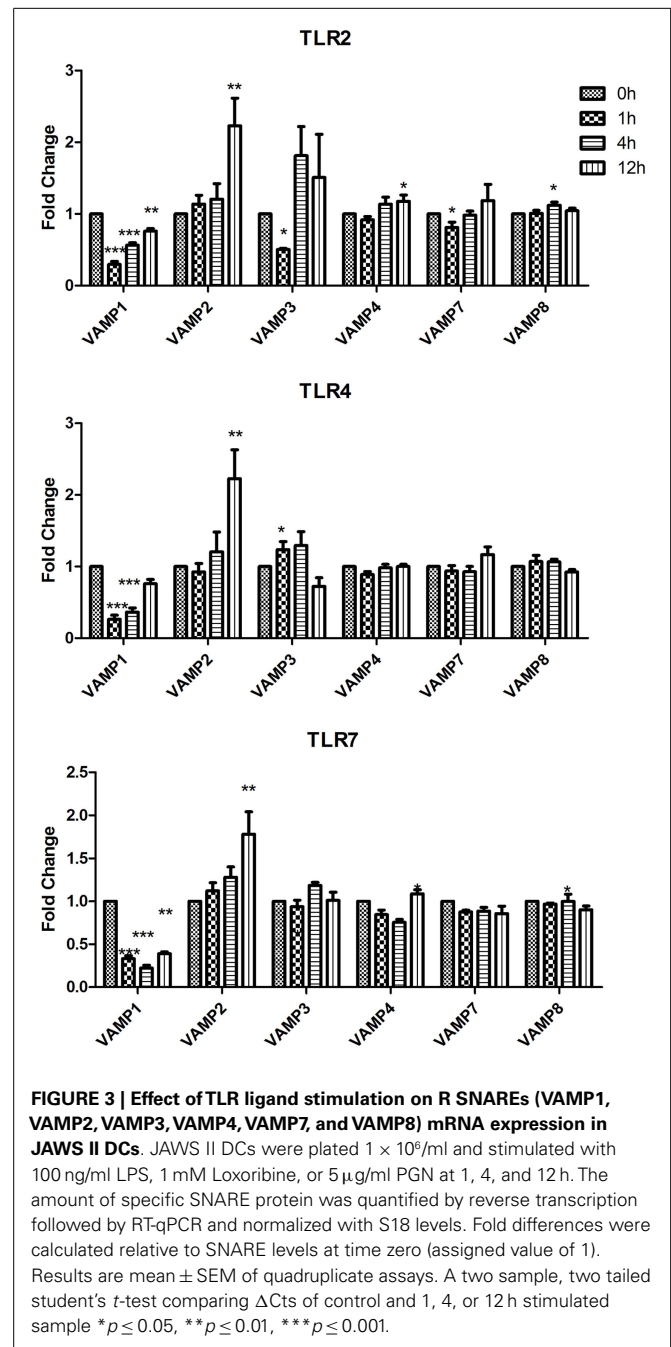 TLR2
3
2
1
0
Fold Change
0h
1h
4h
12h
*** *** ** ** * * * *
VAMP1 VAMP2 VAMP3 VAMP4 VAMP7 VAMP8
TLR4
3
2
1
0
Fold Change
*** *** ** *
VAMP1 VAMP2 VAMP3 VAMP4 VAMP7 VAMP8
TLR7
2.5
2.0
1.5
1.0
0.5
0.0
Fold Change
*** *** ** ** * *
VAMP1 VAMP2 VAMP3 VAMP4 VAMP7 VAMP8
FIGURE 3 | Effect of TLR ligand stimulation on R SNAREs (VAMP1,
VAMP2, VAMP3, VAMP4, VAMP7, and VAMP8) mRNA expression in
JAWS II DCs. JAWS II DCs were plated 1 × 10⁶/ml and stimulated with
100 ng/ml LPS, 1 mM Loxoribine, or 5 μg/ml PGN at 1, 4, and 12 h. The
amount of specific SNARE protein was quantified by reverse transcription
followed by RT-qPCR and normalized with S18 levels. Fold differences were
calculated relative to SNARE levels at time zero (assigned value of 1).
Results are mean ± SEM of quadruplicate assays. A two sample, two tailed
student's t-test comparing ΔCts of control and 1, 4, or 12 h stimulated
sample *p ≤ 0.05, **p ≤ 0.01, ***p ≤ 0.001.